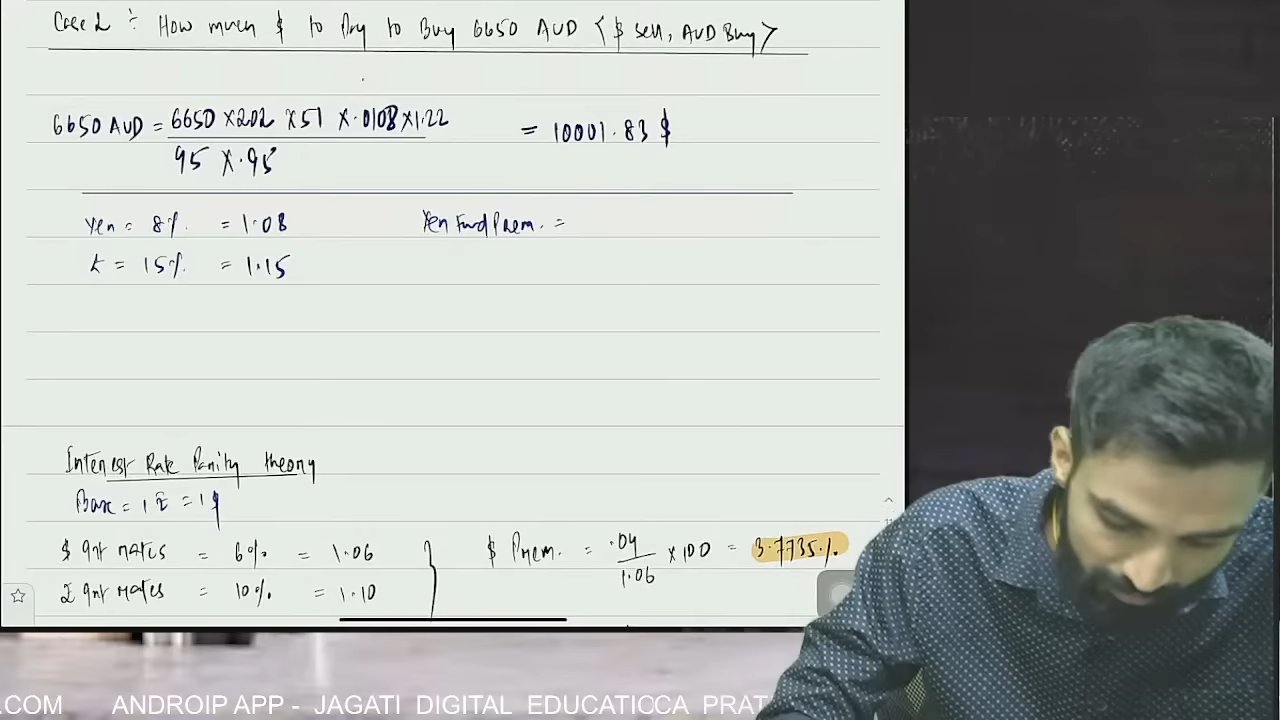 Case 2 :- How much $ to Pay to Buy 6650 AUD < $ sell, AUD Buy >
6650 AUD = 6650 x 202 x 51 x .0108 x 1.22 / 95 x .95 = 10001.83 $
Yen = 8% = 1.08 Yen Fwd Prem. =
£ = 15% = 1.15
Interest Rate Parity theory
Base = 1 £ = 1 $
$ Int rates = 6% = 1.06 $ Prem. = .04 / 1.06 x 100 = 3.7735%
£ Int rates = 10% = 1.10
.COM ANDROIP APP - JAGATI DIGITAL EDUCATICCA PRAT